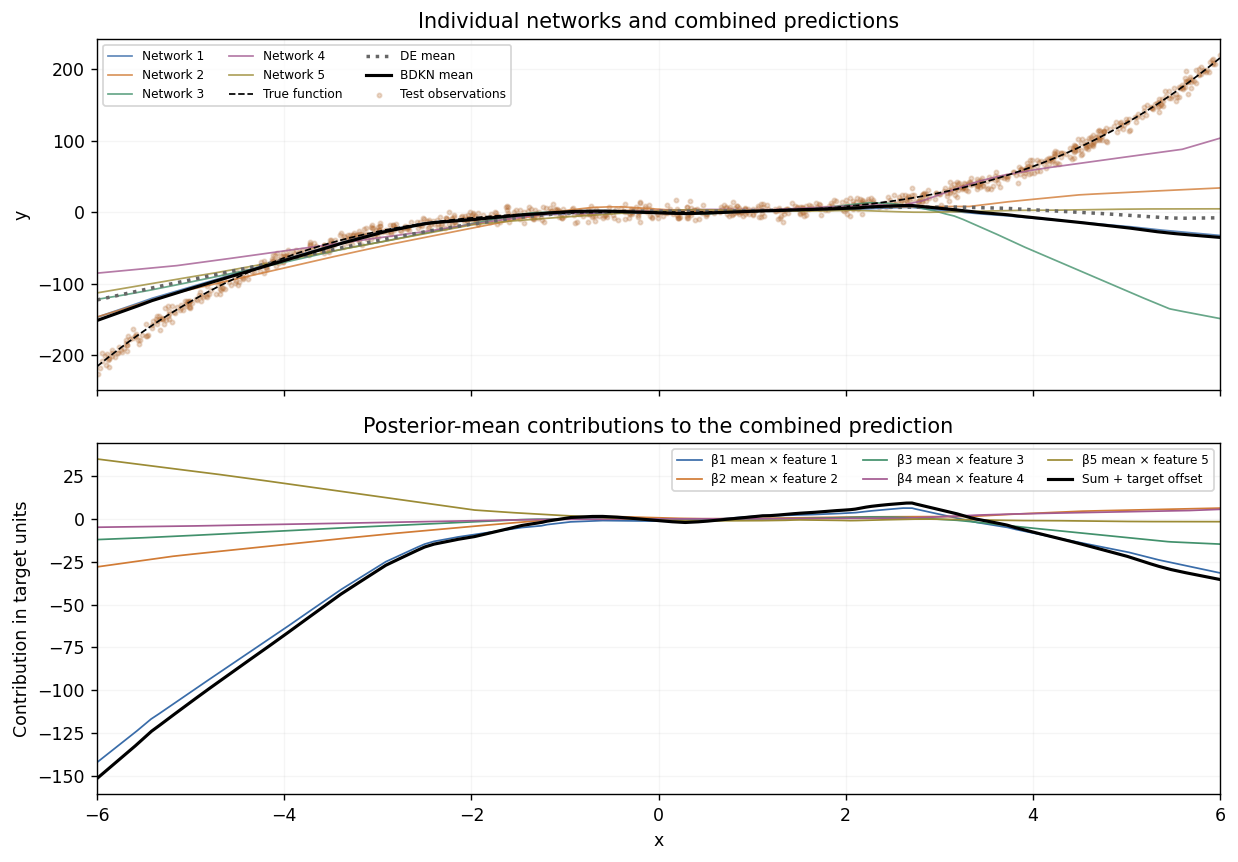 Individual networks and combined predictions
Network 1
Network 2
Network 3
Network 4
Network 5
True function
DE mean
BDKN mean
Test observations
200
100
0
−100
−200
y
Posterior-mean contributions to the combined prediction
β1 mean × feature 1
β2 mean × feature 2
β3 mean × feature 3
β4 mean × feature 4
β5 mean × feature 5
Sum + target offset
25
0
−25
−50
−75
−100
−125
−150
Contribution in target units
−6
−4
−2
0
2
4
6
x